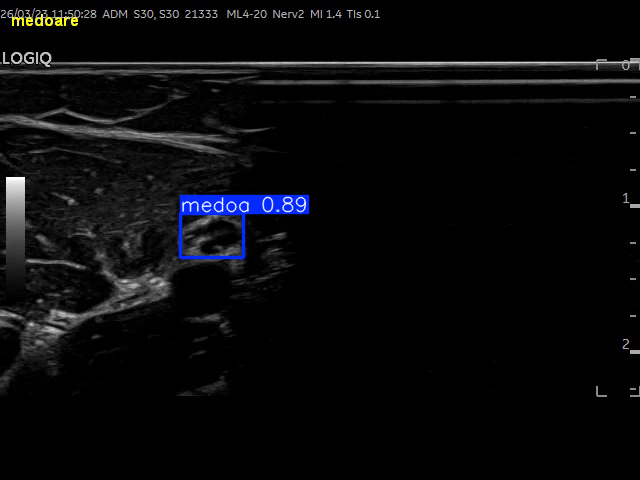 26/03/23 11:50:28 ADM S30, S30 21333 ML4-20 Nerv2 MI 1.4 TIs 0.1
medoare
LOGIQ
0
1
medoa 0.89
2